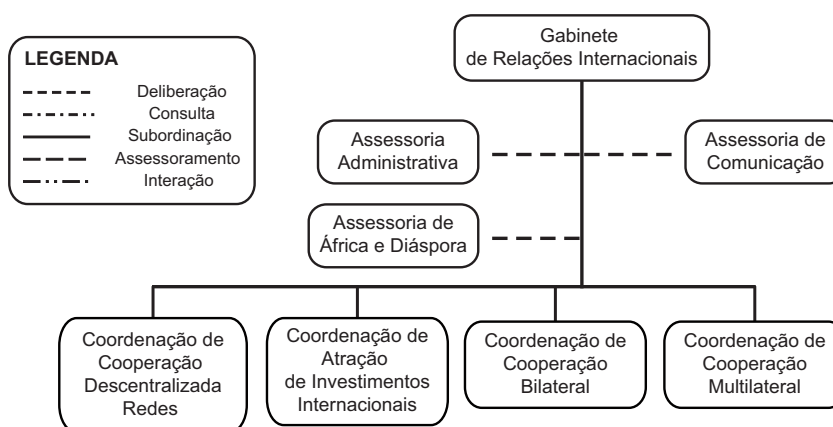 Gabinete
de Relações Internacionais
LEGENDA
Deliberação
Consulta
Subordinação
Assessoramento
Interação
Assessoria
Administrativa
Assessoria de
Comunicação
Assessoria de
África e Diáspora
Coordenação de
Cooperação
Descentralizada
Redes
Coordenação de
Atração
de Investimentos
Internacionais
Coordenação de
Cooperação
Bilateral
Coordenação de
Cooperação
Multilateral